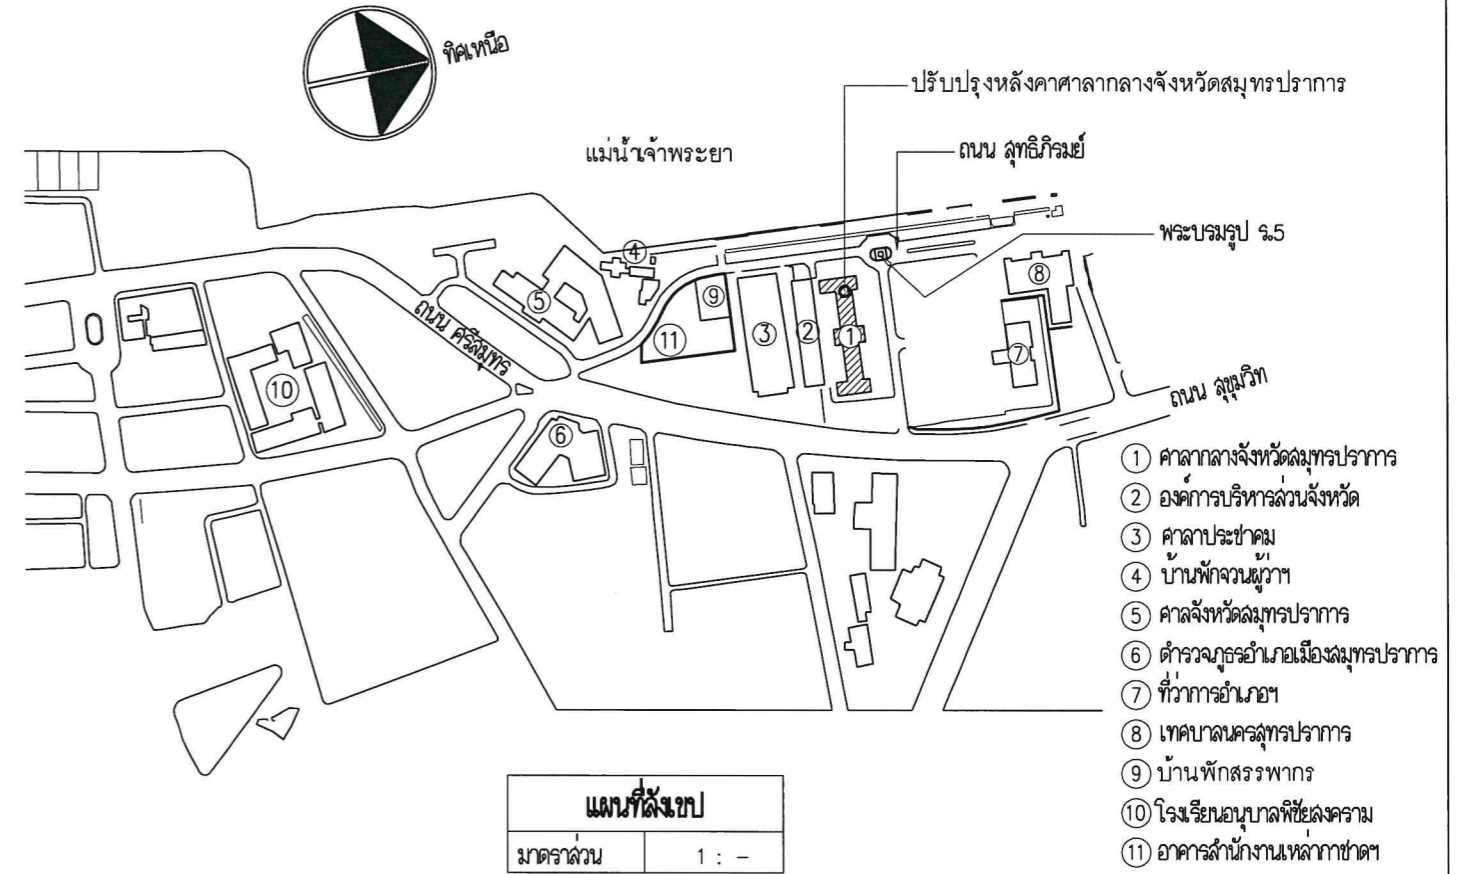 ทิศเหนือ
ปรับปรุงหลังคาศาลากลางจังหวัดสมุทรปราการ
แม่น้ำเจ้าพระยา
ถนน สุทธิภิรมย์
พระบรมรูป ร.5
ถนน ศรีสมุทร
ถนน สุขุมวิท
4
8
5
9
11
3
2
1
7
10
6
1 ศาลากลางจังหวัดสมุทรปราการ
2 องค์การบริหารส่วนจังหวัด
3 ศาลาประชาคม
4 บ้านพักจวนผู้ว่าฯ
5 ศาลจังหวัดสมุทรปราการ
6 ตำรวจภูธรอำเภอเมืองสมุทรปราการ
7 ที่ว่าการอำเภอฯ
8 เทศบาลนครสุทรปราการ
9 บ้านพักสรรพากร
10 โรงเรียนอนุบาลพิชัยสงคราม
11 อาคารสำนักงานเหล่ากาชาดฯ
แผนที่สังเขป
มาตราส่วน 1 : -